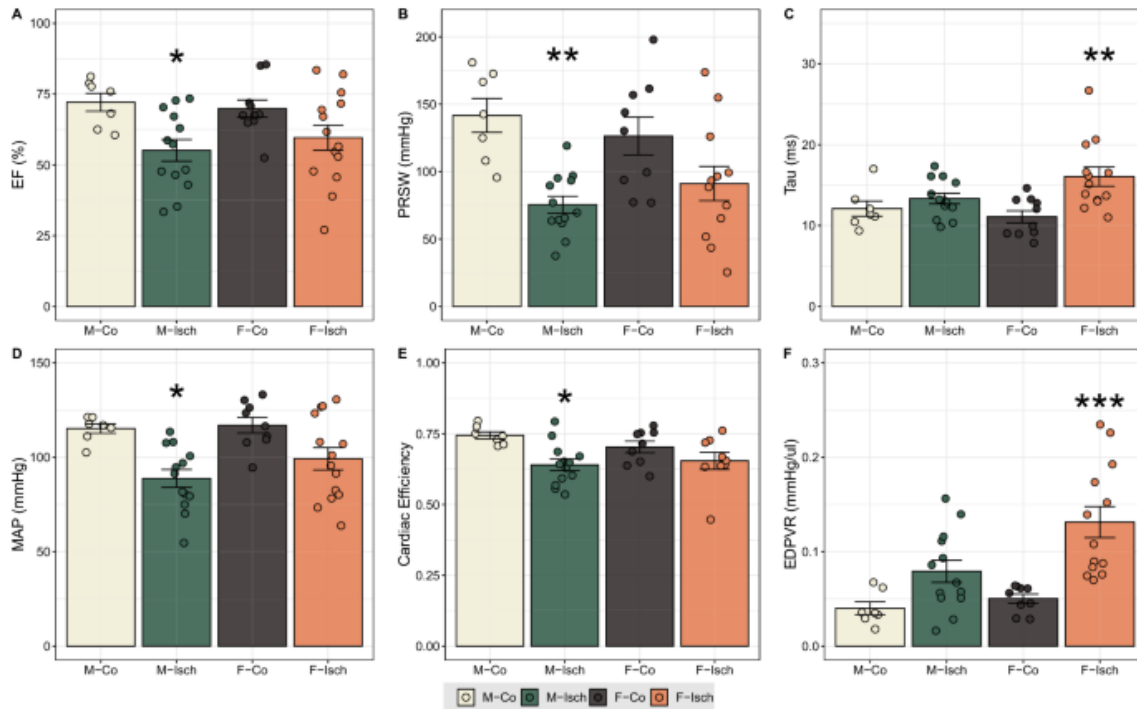 A
EF (%)
100
75
50
25
0
*
M-Co M-Isch F-Co F-Isch
B
PRSW (mmHg)
200
150
100
50
0
**
M-Co M-Isch F-Co F-Isch
C
Tau (ms)
30
20
10
0
**
M-Co M-Isch F-Co F-Isch
D
MAP (mmHg)
150
100
50
0
*
M-Co M-Isch F-Co F-Isch
E
Cardiac Efficiency
1.00
0.75
0.50
0.25
0.00
*
M-Co M-Isch F-Co F-Isch
F
EDPVR (mmHg/ul)
0.3
0.2
0.1
0.0
***
M-Co M-Isch F-Co F-Isch
M-Co M-Isch F-Co F-Isch